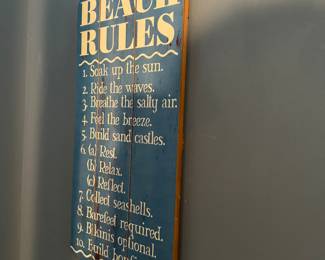 BEACH
RULES
1. Soak up the sun.
2. Ride the waves.
3. Breathe the salty air.
4. Feel the breeze.
5. Build sand castles.
6. (a) Rest.
(b) Relax.
(c) Reflect.
7. Collect seashells.
8. Barefeet required.
9. Bikinis optional.
10. Build